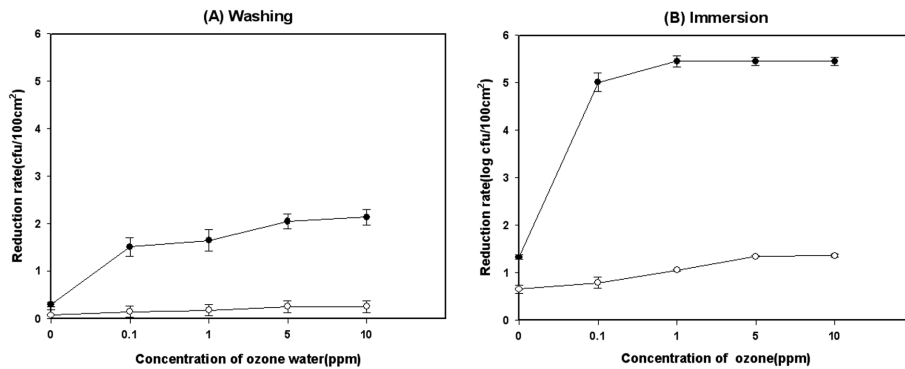 (A) Washing
Reduction rate(cfu/100cm²)
6
5
4
3
2
1
0
0 0.1 1 5 10
Concentration of ozone water(ppm)
(B) Immersion
Reduction rate(log cfu/100cm²)
6
5
4
3
2
1
0
0 0.1 1 5 10
Concentration of ozone(ppm)